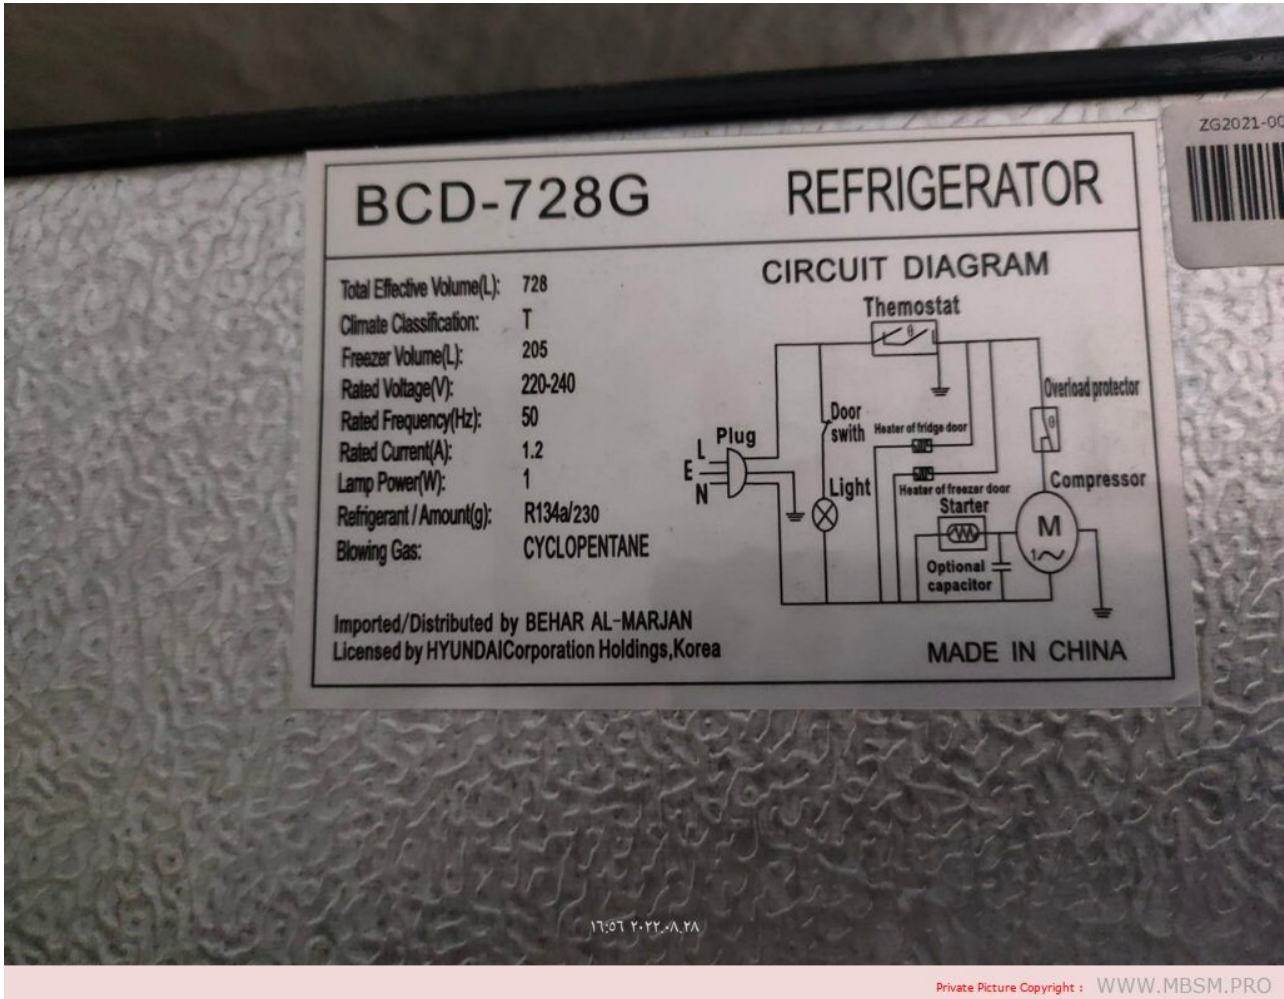 ZG2021-00
BCD-728G
REFRIGERATOR
Total Effective Volume(L): 728
Climate Classification: T
Freezer Volume(L): 205
Rated Voltage(V): 220-240
Rated Frequency(Hz): 50
Rated Current(A): 1.2
Lamp Power(W): 1
Refrigerant / Amount(g): R134a/230
Blowing Gas: CYCLOPENTANE
Imported/Distributed by BEHAR AL-MARJAN
Licensed by HYUNDAICorporation Holdings,Korea
CIRCUIT DIAGRAM
Themostat
θ
Overload protector
θ
Door
swith
Heater of fridge door
Plug
L
E
N
Light
Heater of freezer door
Starter
Compressor
M
1~
Optional
capacitor
MADE IN CHINA
١٦:٥٦ ٢٠٢٢.٠٨.٢٨
Private Picture Copyright : WWW.MBSM.PRO